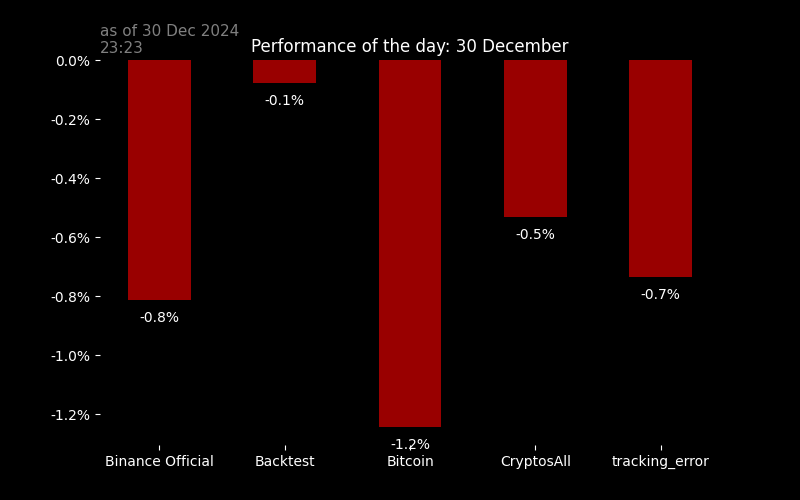 as of 30 Dec 2024
23:23
Performance of the day: 30 December
0.0%
-0.2%
-0.4%
-0.6%
-0.8%
-1.0%
-1.2%
-0.8%
-0.1%
-1.2%
-0.5%
-0.7%
Binance Official
Backtest
Bitcoin
CryptosAll
tracking_error